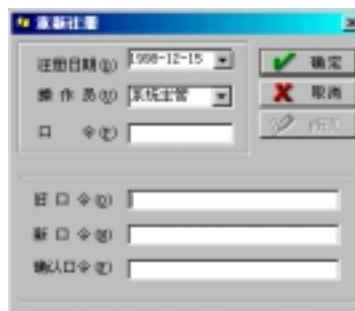 重新注册
注册日期(D) 1998-12-15
操作员(U) 系统主管
口令(P)
确定
取消
旧口令(O)
新口令(N)
确认口令(P)